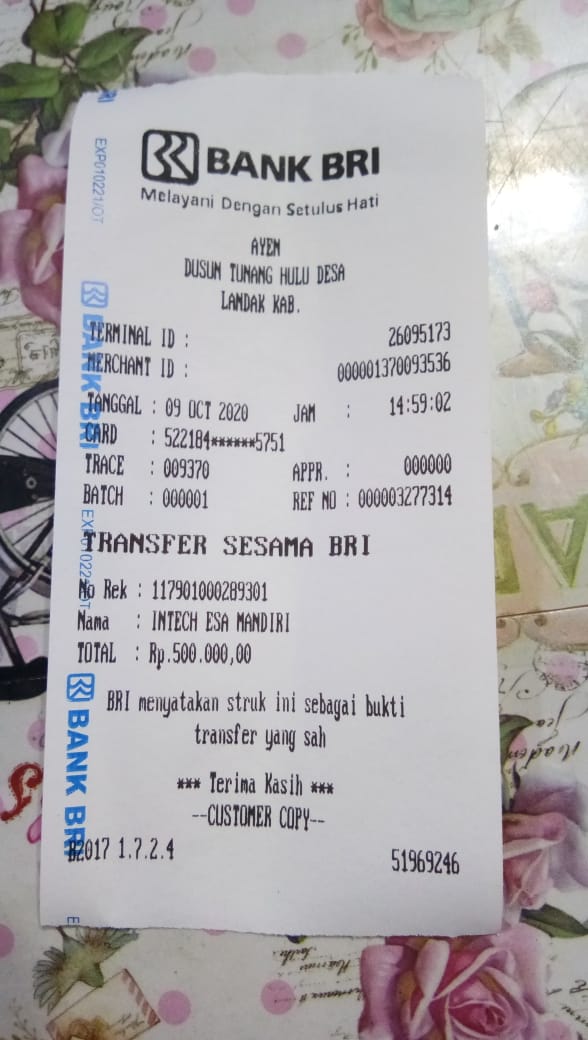 BANK BRI
Melayani Dengan Setulus Hati
AYEM
DUSUN TUNANG HULU DESA
LANDAK KAB.
TERMINAL ID : 26095173
MERCHANT ID : 000001370093536
TANGGAL : 09 OCT 2020 JAM : 14:59:02
CARD : 522184******5751
TRACE : 009370 APPR. : 000000
BATCH : 000001 REF NO : 000003277314
TRANSFER SESAMA BRI
No Rek : 117901000289301
Nama : INTECH ESA MANDIRI
TOTAL : Rp.500.000,00
BRI menyatakan struk ini sebagai bukti
transfer yang sah
*** Terima Kasih ***
--CUSTOMER COPY--
B2017 1.7.2.4 51969246
EXP010221/OT
BANK BRI
BANK BRI